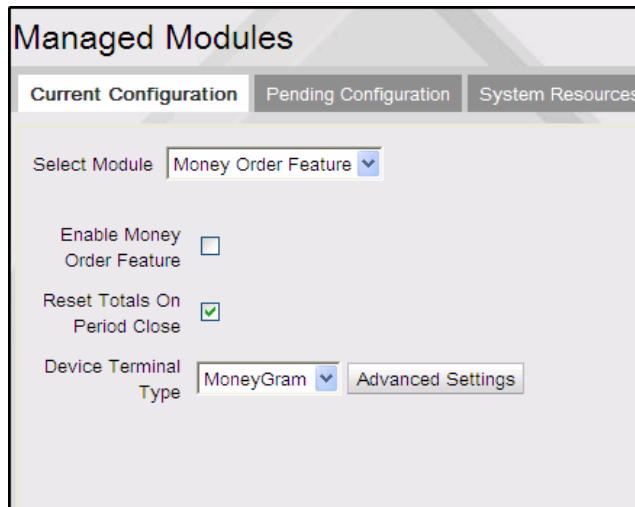 Managed Modules
Current Configuration Pending Configuration System Resources
Select Module Money Order Feature
Enable Money
Order Feature
Reset Totals On
Period Close
Device Terminal
Type
MoneyGram Advanced Settings